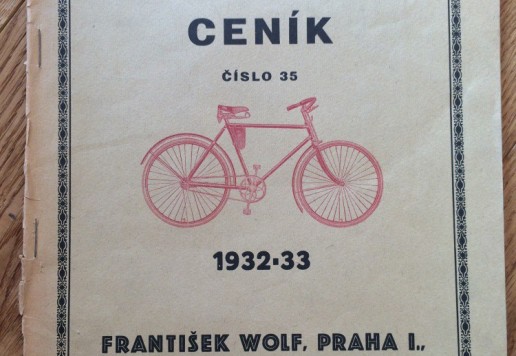 CENÍK
ČÍSLO 35
1932-33
FRANTIŠEK WOLF, PRAHA I.,